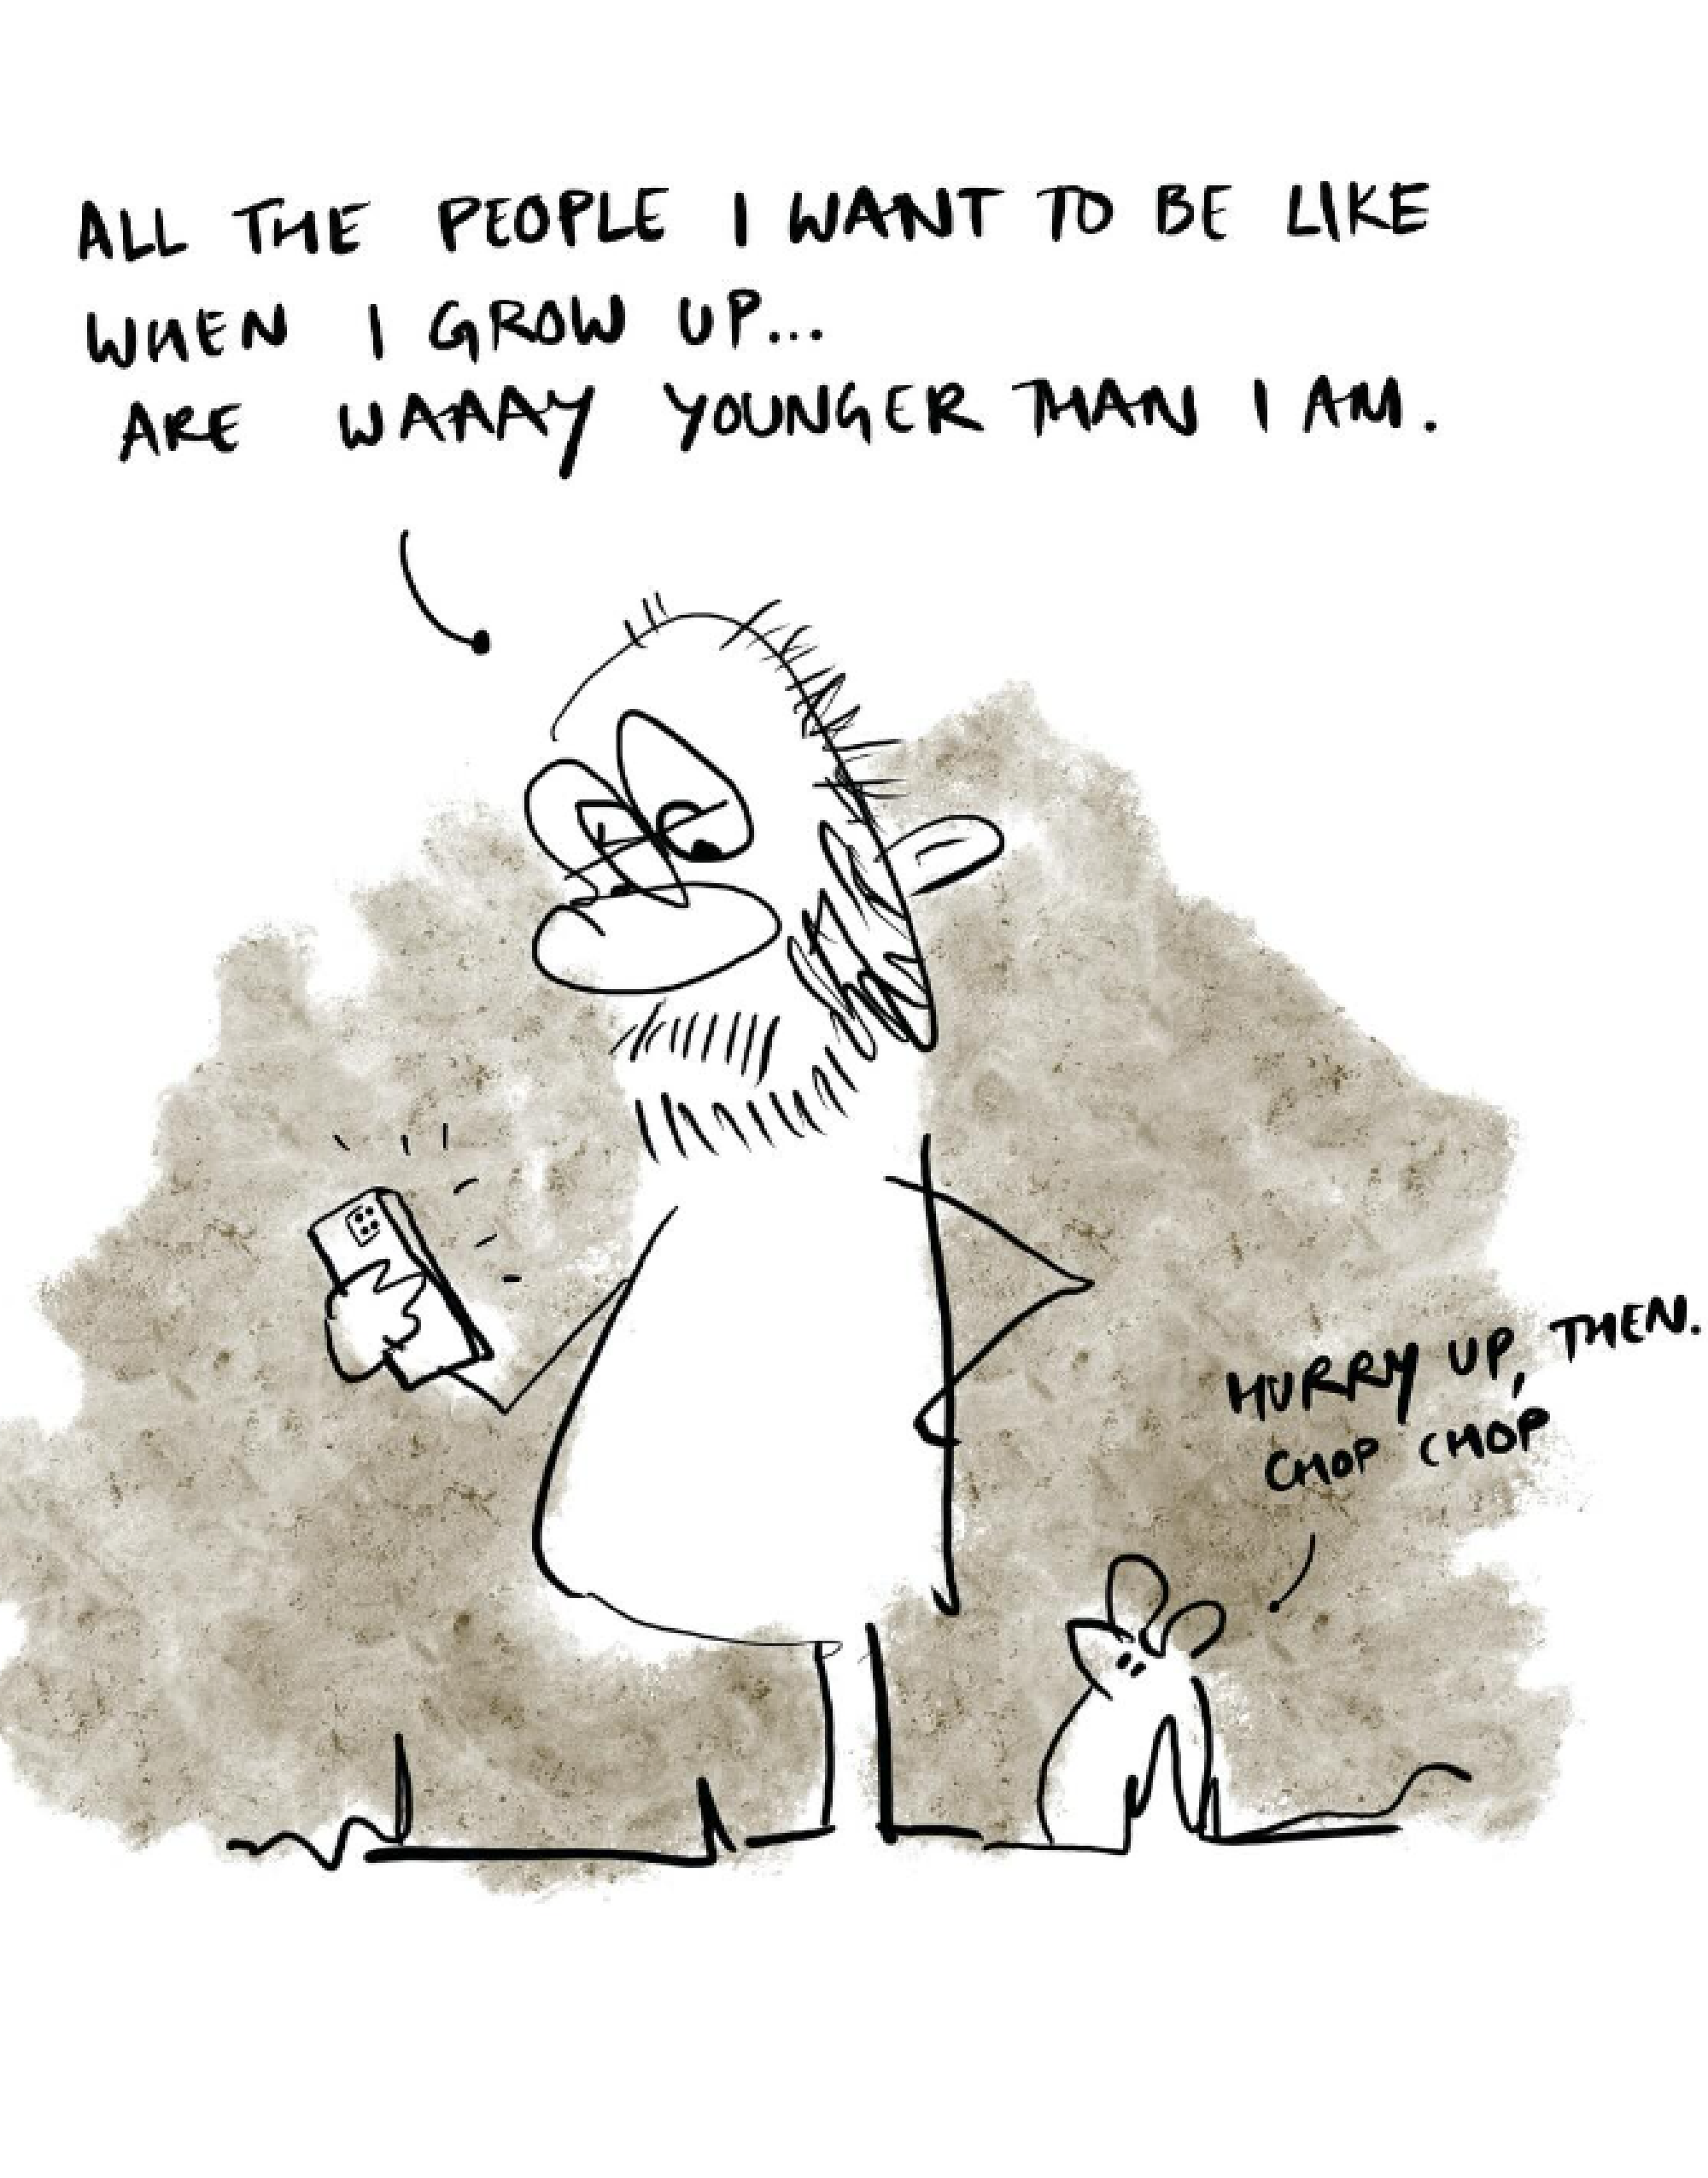 ALL THE PEOPLE I WANT TO BE LIKE
WHEN I GROW UP...
ARE WAAAY YOUNGER THAN I AM.
HURRY UP, THEN.
CHOP CHOP